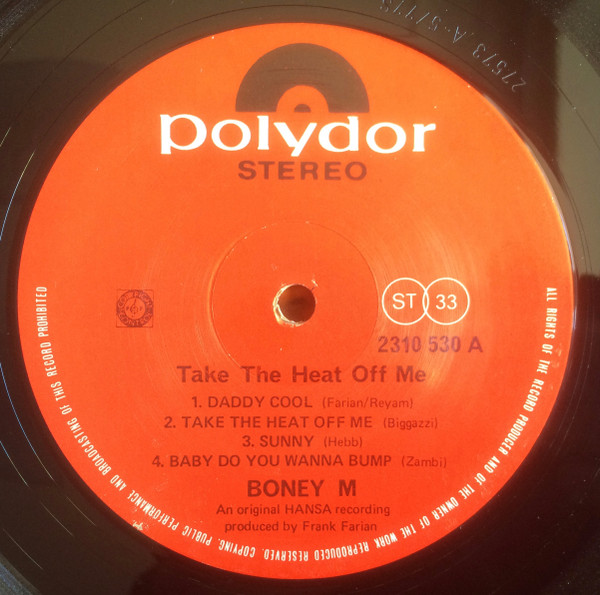 polydor
STEREO
ST 33
2310 530 A
Take The Heat Off Me
1. DADDY COOL (Farian/Reyam)
2. TAKE THE HEAT OFF ME (Biggazzi)
3. SUNNY (Hebb)
4. BABY DO YOU WANNA BUMP (Zambi)
BONEY M
An original HANSA recording
produced by Frank Farian
ALL RIGHTS OF THE RECORD PRODUCER AND OF THE OWNER OF THE WORK REPRODUCED RESERVED. COPYING, PUBLIC PERFORMANCE AND BROADCASTING OF THIS RECORD PROHIBITED